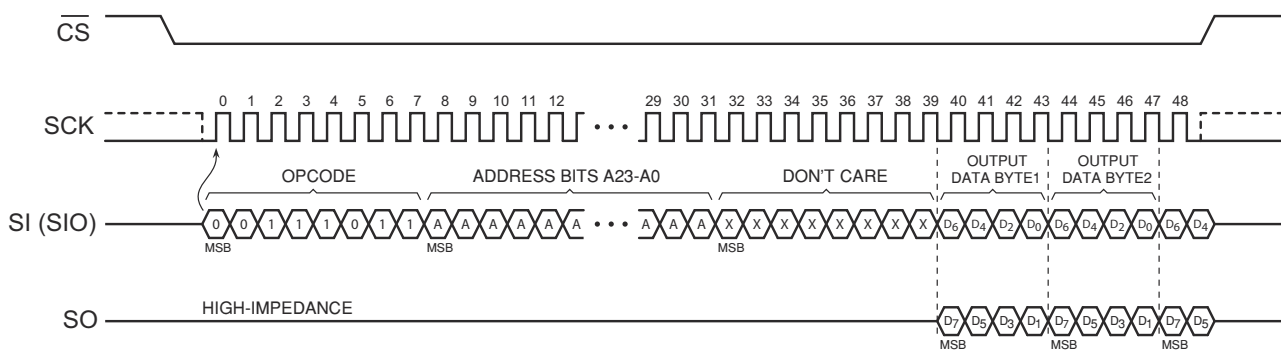 CS
0 1 2 3 4 5 6 7 8 9 10 11 12 29 30 31 32 33 34 35 36 37 38 39 40 41 42 43 44 45 46 47 48
SCK
OPCODE ADDRESS BITS A23-A0 DON'T CARE OUTPUT DATA BYTE1 OUTPUT DATA BYTE2
SI (SIO) 0 0 1 1 1 0 1 1 A A A A A A A A A X X X X X X X X D6 D4 D2 D0 D6 D4 D2 D0 D6 D4
MSB MSB MSB
HIGH-IMPEDANCE
SO D7 D5 D3 D1 D7 D5 D3 D1 D7 D5
MSB MSB MSB